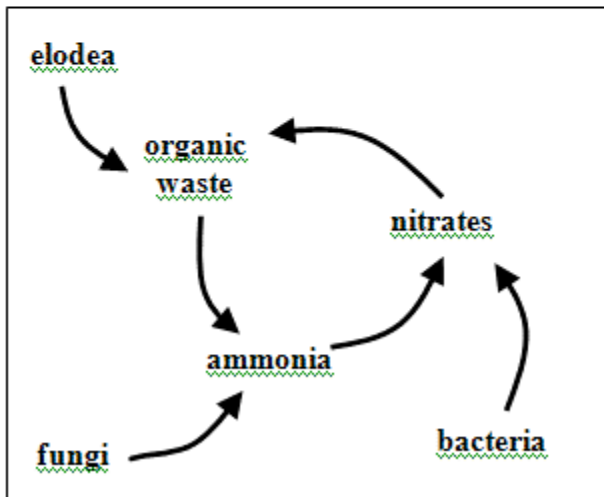 elodea
organic
waste
nitrates
ammonia
fungi
bacteria